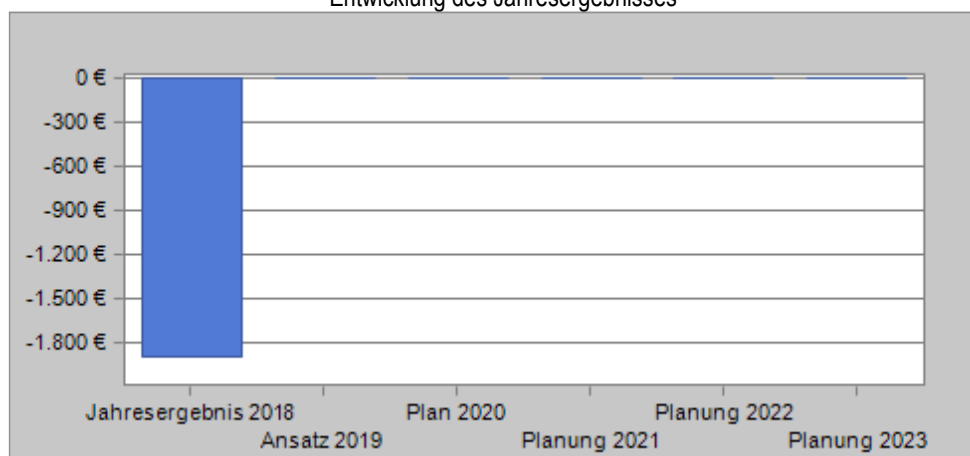 Entwicklung des Jahresergebnisses
0 €
-300 €
-600 €
-900 €
-1.200 €
-1.500 €
-1.800 €
Jahresergebnis 2018
Ansatz 2019
Plan 2020
Planung 2021
Planung 2022
Planung 2023